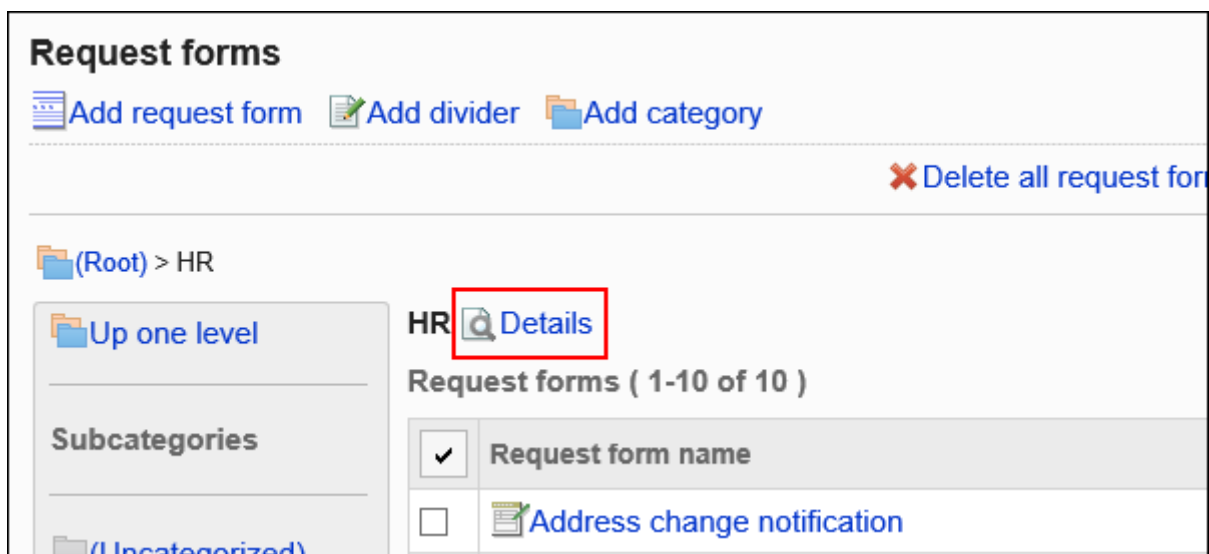 Request forms
Add request form Add divider Add category
Delete all request for
(Root) > HR
Up one level
Subcategories
(Uncategorized)
HR Details
Request forms ( 1-10 of 10 )
Request form name
Address change notification